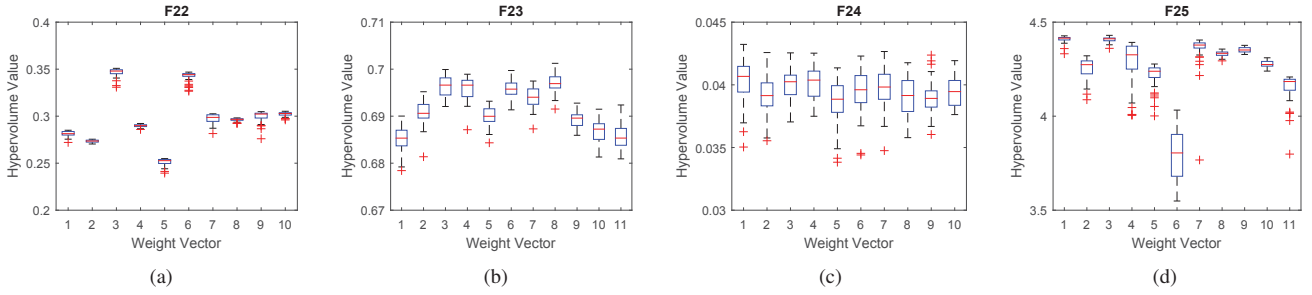 F22
Hypervolume Value
0.4
0.35
0.3
0.25
0.2
1 2 3 4 5 6 7 8 9 10
Weight Vector
(a)
F23
Hypervolume Value
0.71
0.7
0.69
0.68
0.67
1 2 3 4 5 6 7 8 9 10 11
Weight Vector
(b)
F24
Hypervolume Value
0.045
0.04
0.035
0.03
1 2 3 4 5 6 7 8 9 10
Weight Vector
(c)
F25
Hypervolume Value
4.5
4
3.5
1 2 4 3 5 6 7 8 9 10 11
Weight Vector
(d)